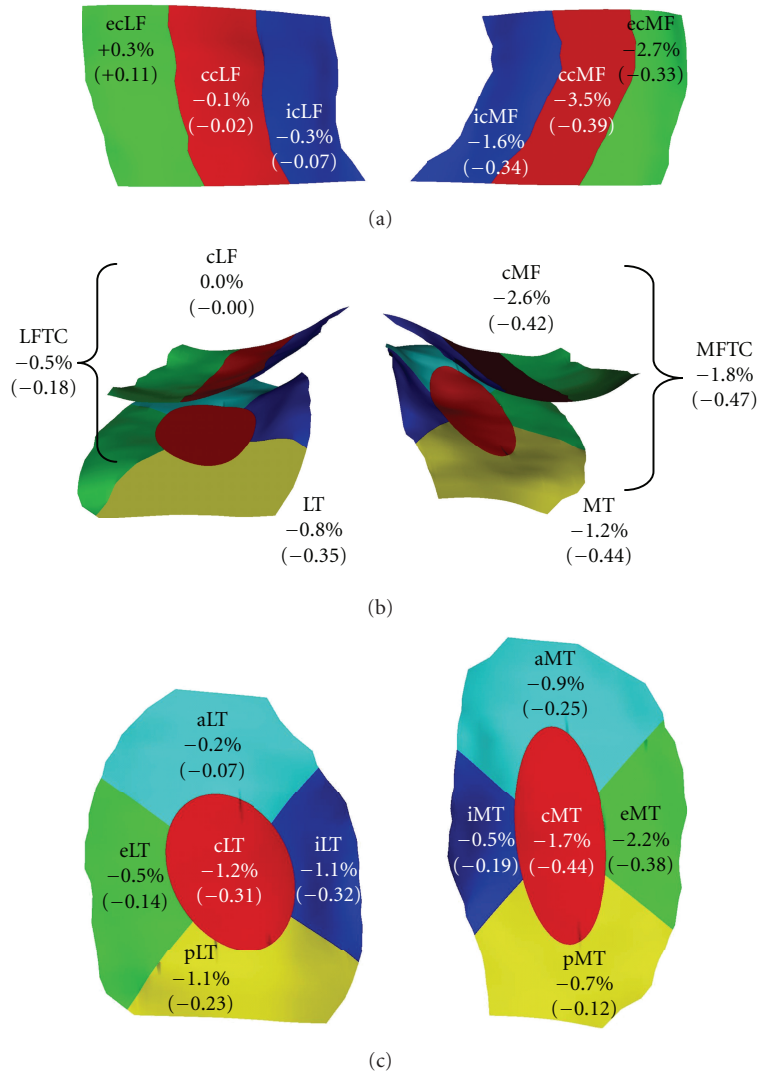 ecLF
+0.3%
(+0.11)
ccLF
−0.1%
(−0.02)
icLF
−0.3%
(−0.07)
icMF
−1.6%
(−0.34)
ccMF
−3.5%
(−0.39)
ecMF
−2.7%
(−0.33)
(a)
LFTC
−0.5%
(−0.18)
cLF
0.0%
(−0.00)
LT
−0.8%
(−0.35)
cMF
−2.6%
(−0.42)
MFTC
−1.8%
(−0.47)
MT
−1.2%
(−0.44)
(b)
aLT
−0.2%
(−0.07)
eLT
−0.5%
(−0.14)
cLT
−1.2%
(−0.31)
iLT
−1.1%
(−0.32)
pLT
−1.1%
(−0.23)
aMT
−0.9%
(−0.25)
iMT
−0.5%
(−0.19)
cMT
−1.7%
(−0.44)
eMT
−2.2%
(−0.38)
pMT
−0.7%
(−0.12)
(c)